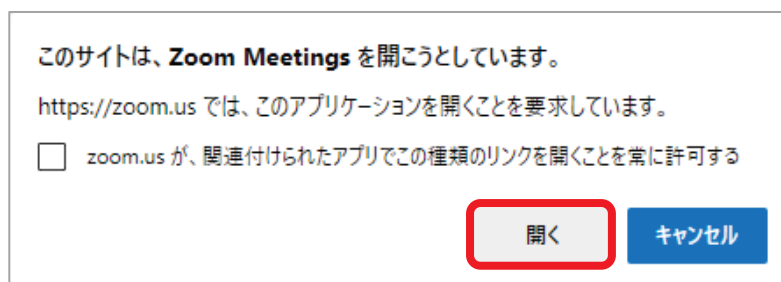 このサイトは、Zoom Meetings を開こうとしています。
https://zoom.us では、このアプリケーションを開くことを要求しています。
zoom.us が、関連付けられたアプリでこの種類のリンクを開くことを常に許可する
開く
キャンセル